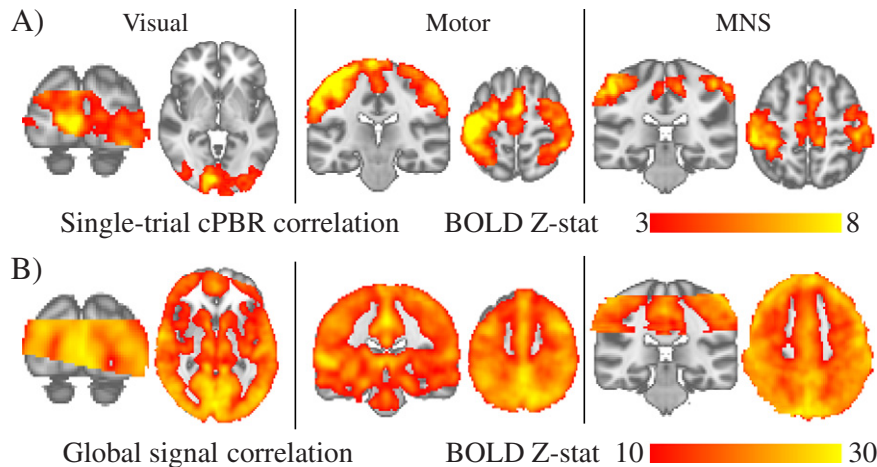 A) Visual Motor MNS
Single-trial cPBR correlation BOLD Z-stat 3 8
B)
Global signal correlation BOLD Z-stat 10 30